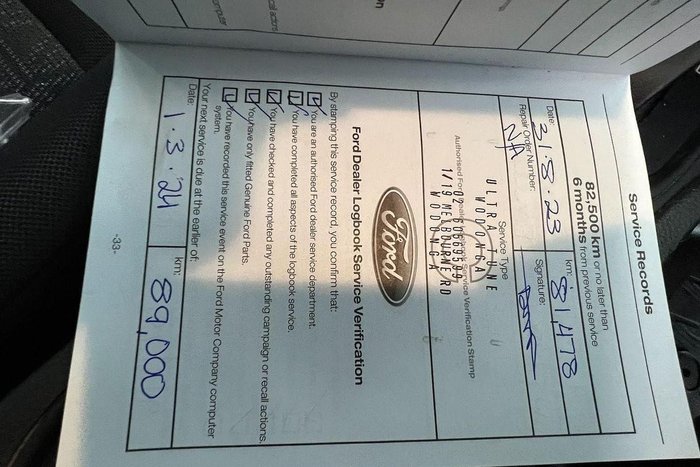 Service Records
82,500 km or no later than
6 months from previous service
Date: 31.8.23 km: 81,478
Repair Order Number: N/A Signature:
Service Type
ULTRA TUNE
WODONGA
02 60569594
Authorised Ford Dealer Logbook Service Verification Stamp
1/19 MELBOURNE RD
WODONGA
Ford
Ford Dealer Logbook Service Verification
By stamping this service record, you confirm that:
You are an authorised Ford dealer service department.
You have completed all aspects of the logbook service.
You have checked and completed any outstanding campaign or recall actions.
You have only fitted Genuine Ford Parts.
You have recorded this service event on the Ford Motor Company computer
system.
Your next service is due at the earlier of:
Date: 1.3.24 km: 89,000
-33-
call actions
computer